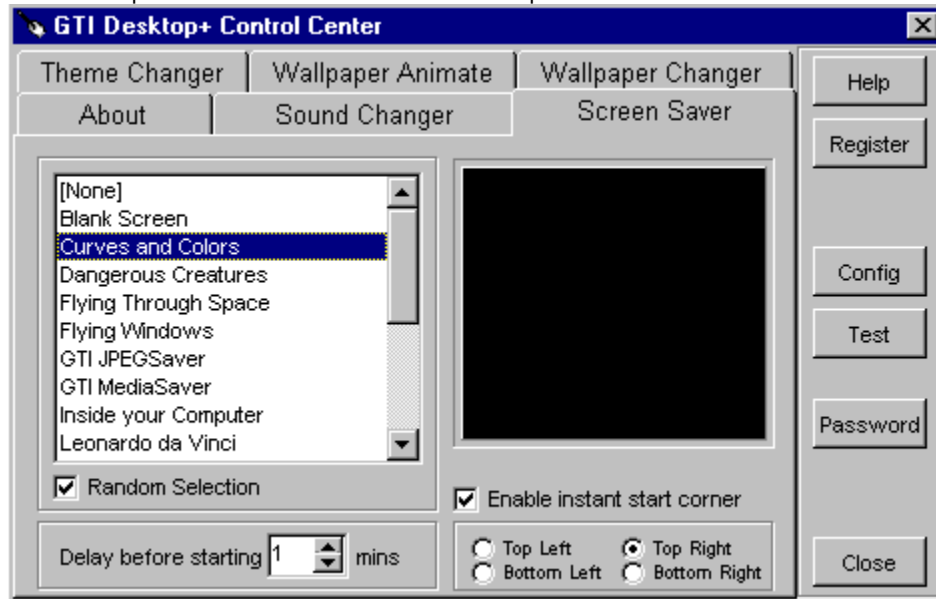 GTI Desktop+ Control Center
Theme Changer
Wallpaper Animate
Wallpaper Changer
About
Sound Changer
Screen Saver
[None]
Blank Screen
Curves and Colors
Dangerous Creatures
Flying Through Space
Flying Windows
GTI JPEGSaver
GTI MediaSaver
Inside your Computer
Leonardo da Vinci
Random Selection
Delay before starting 1 mins
Enable instant start corner
Top Left
Top Right
Bottom Left
Bottom Right
Help
Register
Config
Test
Password
Close